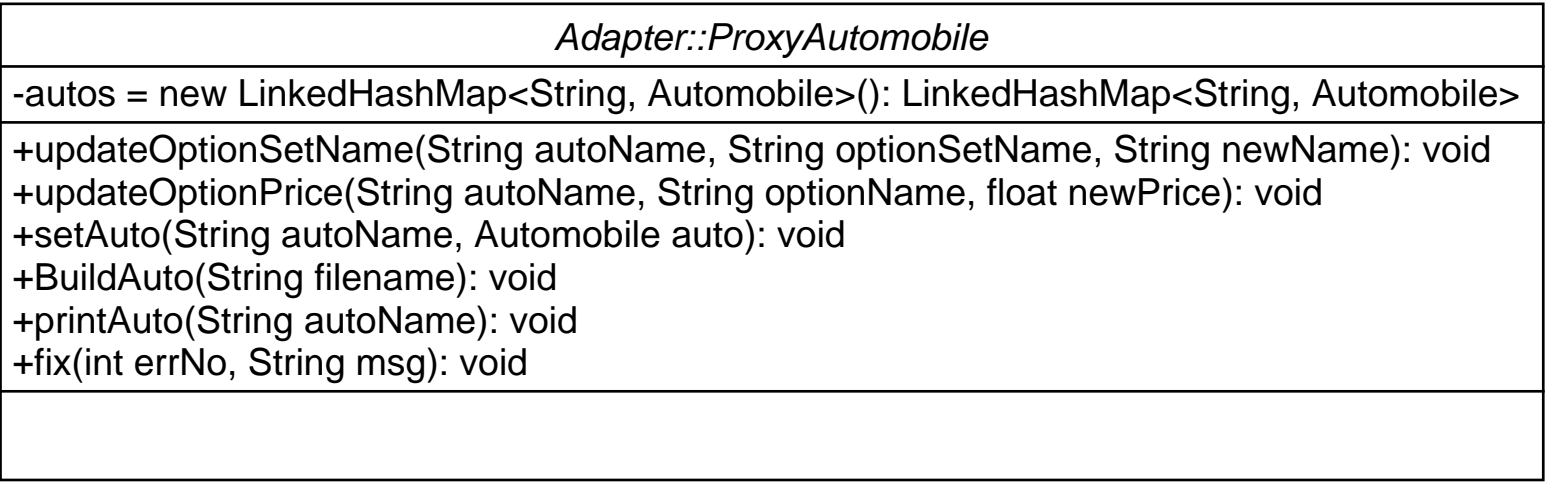 Adapter::ProxyAutomobile
-autos = new LinkedHashMap<String, Automobile>(): LinkedHashMap<String, Automobile>
+updateOptionSetName(String autoName, String optionSetName, String newName): void
+updateOptionPrice(String autoName, String optionName, float newPrice): void
+setAuto(String autoName, Automobile auto): void
+BuildAuto(String filename): void
+printAuto(String autoName): void
+fix(int errNo, String msg): void